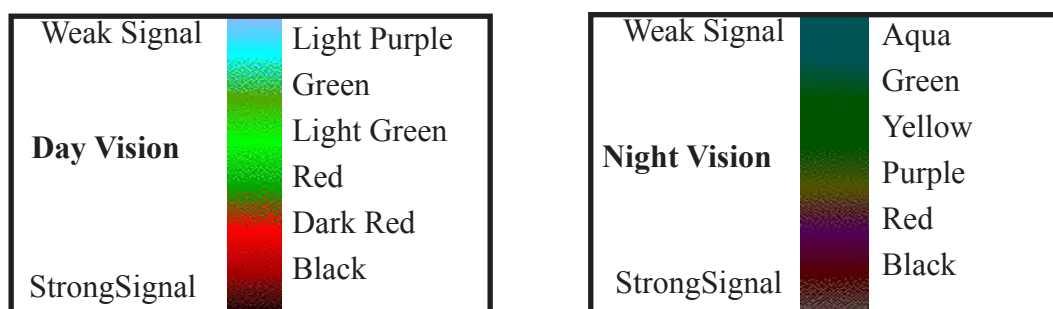 Weak Signal
Light Purple
Green
Light Green
Day Vision
Red
Dark Red
Black
StrongSignal
Weak Signal
Aqua
Green
Yellow
Night Vision
Purple
Red
Black
StrongSignal